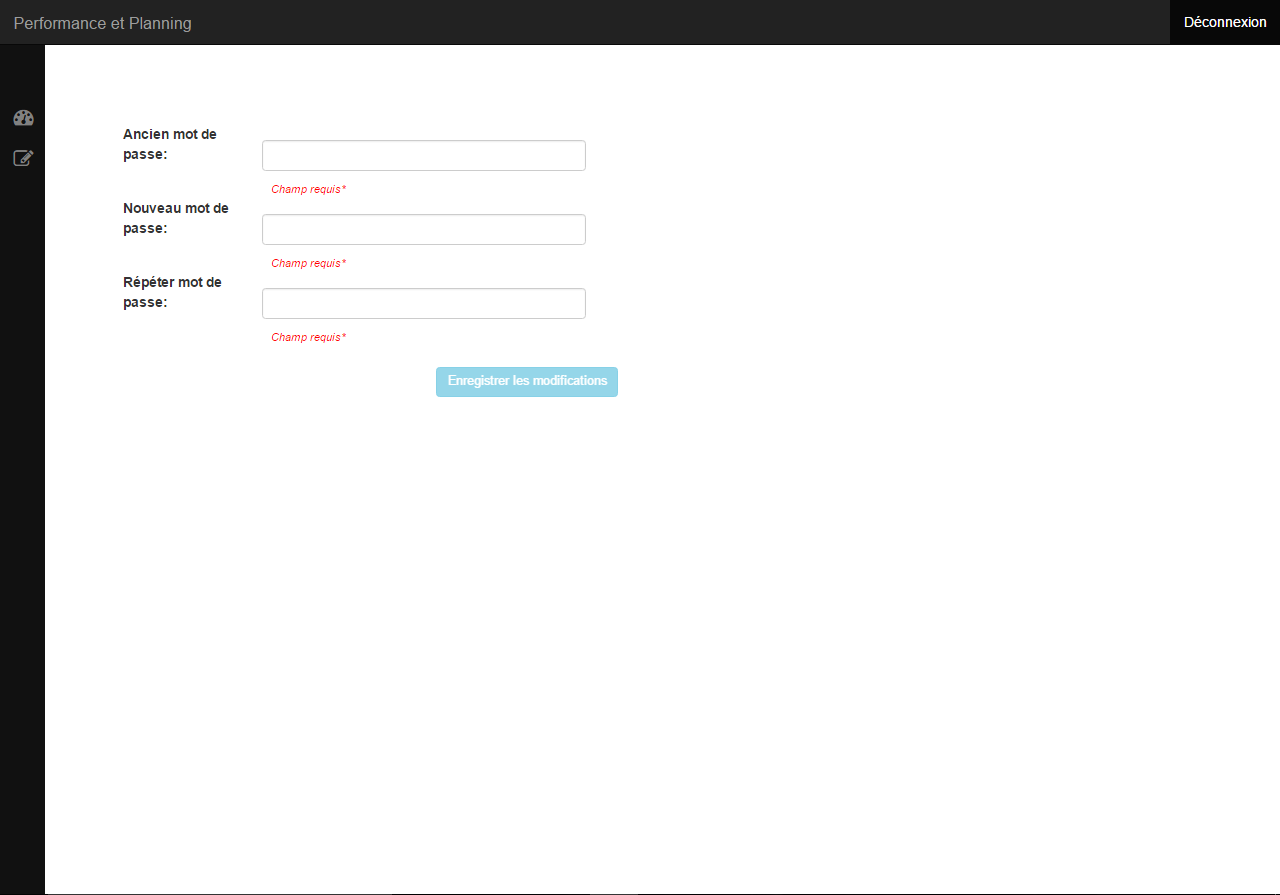 Performance et Planning
Déconnexion
Ancien mot de
passe:
Champ requis*
Nouveau mot de
passe:
Champ requis*
Répéter mot de
passe:
Champ requis*
Enregistrer les modifications